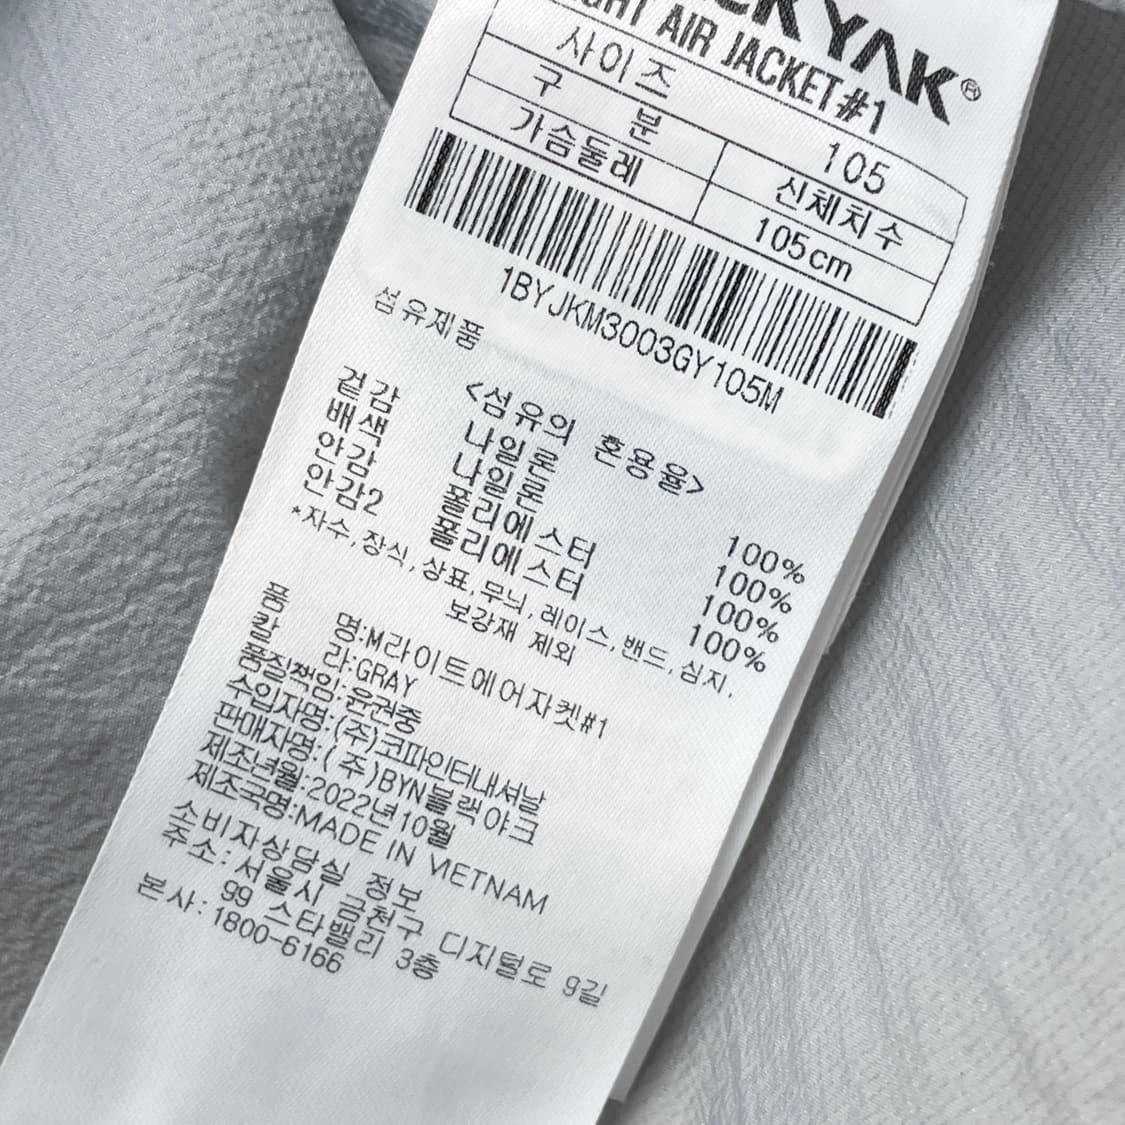 CKYAK®
GHT AIR JACKET#1
사이즈 105
구 분 신체치수
가슴둘레 105cm
1BYJKM3003GY105M
섬유제품
<섬유의 혼용율>
겉감 나일론 100%
배색 나일론 100%
안감 폴리에스터 100%
안감2 폴리에스터 100%
*자수,장식,상표,무늬,레이스,밴드,심지,
보강재 제외
품 명:M라이트에어자켓#1
칼 라:GRAY
품질책임:윤권중
수입자명:(주)코파인터내셔날
판매자명:(주)BYN블랙야크
제조년월:2022년10월
제조국명:MADE IN VIETNAM
소비자상담실 정보
주소:서울시 금천구 디지털로 9길
99 스타밸리 3층
본사:1800-6166